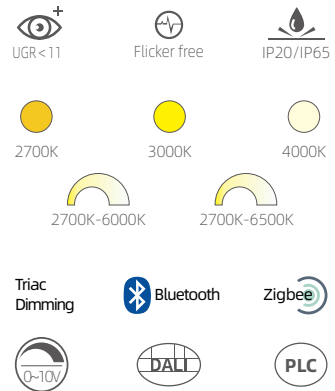 UGR<11
Flicker free
IP20/IP65
2700K
3000K
4000K
2700K-6000K
2700K-6500K
Triac
Dimming
Bluetooth
Zigbee
0~10V
DALI
PLC